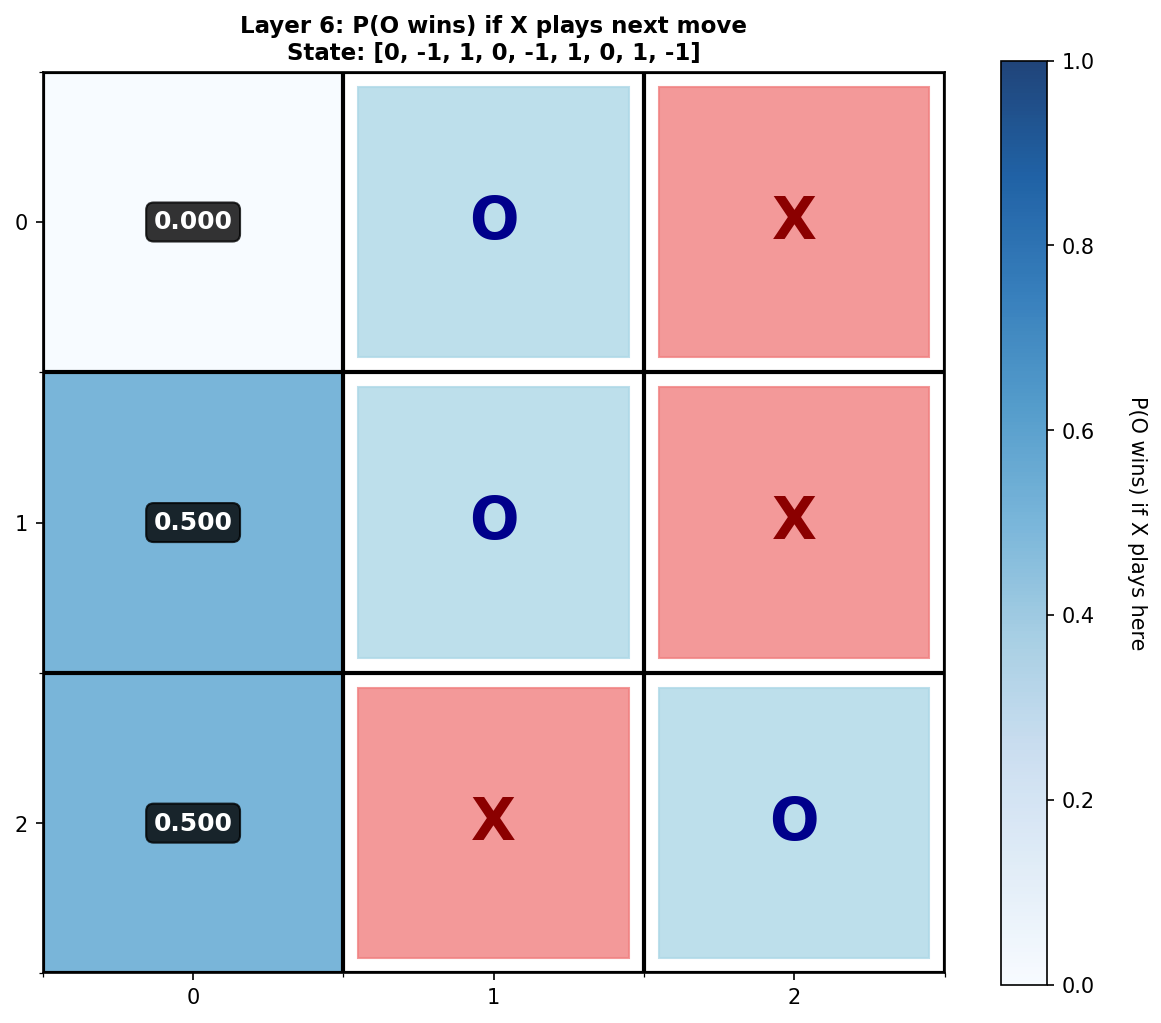 Layer 6: P(O wins) if X plays next move
State: [0, -1, 1, 0, -1, 1, 0, 1, -1]
0
0.000
O
X
1
0.500
O
X
2
0.500
X
O
0
1
2
1.0
0.8
0.6
0.4
0.2
0.0
P(O wins) if X plays here